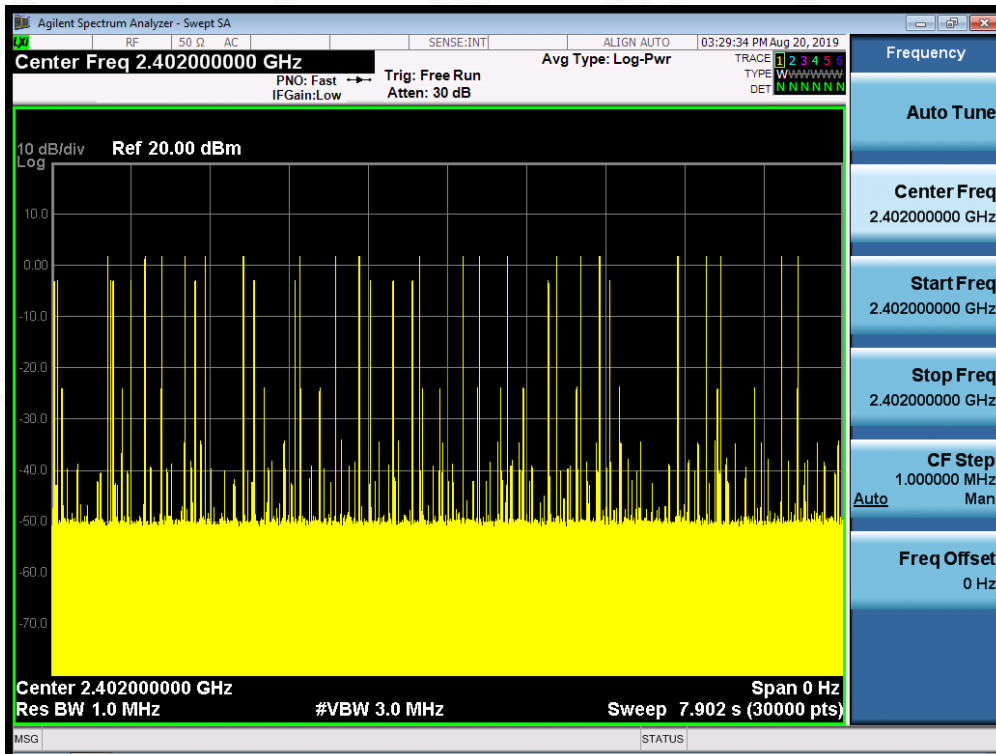 Agilent Spectrum Analyzer - Swept SA
LXI RF 50 Ω AC SENSE:INT ALIGN AUTO 03:29:34 PM Aug 20, 2019
Center Freq 2.402000000 GHz
Avg Type: Log-Pwr
TRACE 1 2 3 4 5 6
PNO: Fast Trig: Free Run
TYPE WWWWWW
IFGain:Low Atten: 30 dB
DET N N N N N N
10 dB/div Ref 20.00 dBm
Log
10.0
0.00
-10.0
-20.0
-30.0
-40.0
-50.0
-60.0
-70.0
Center 2.402000000 GHz Span 0 Hz
Res BW 1.0 MHz #VBW 3.0 MHz Sweep 7.902 s (30000 pts)
MSG STATUS
Frequency
Auto Tune
Center Freq
2.402000000 GHz
Start Freq
2.402000000 GHz
Stop Freq
2.402000000 GHz
CF Step
1.000000 MHz
Auto Man
Freq Offset
0 Hz